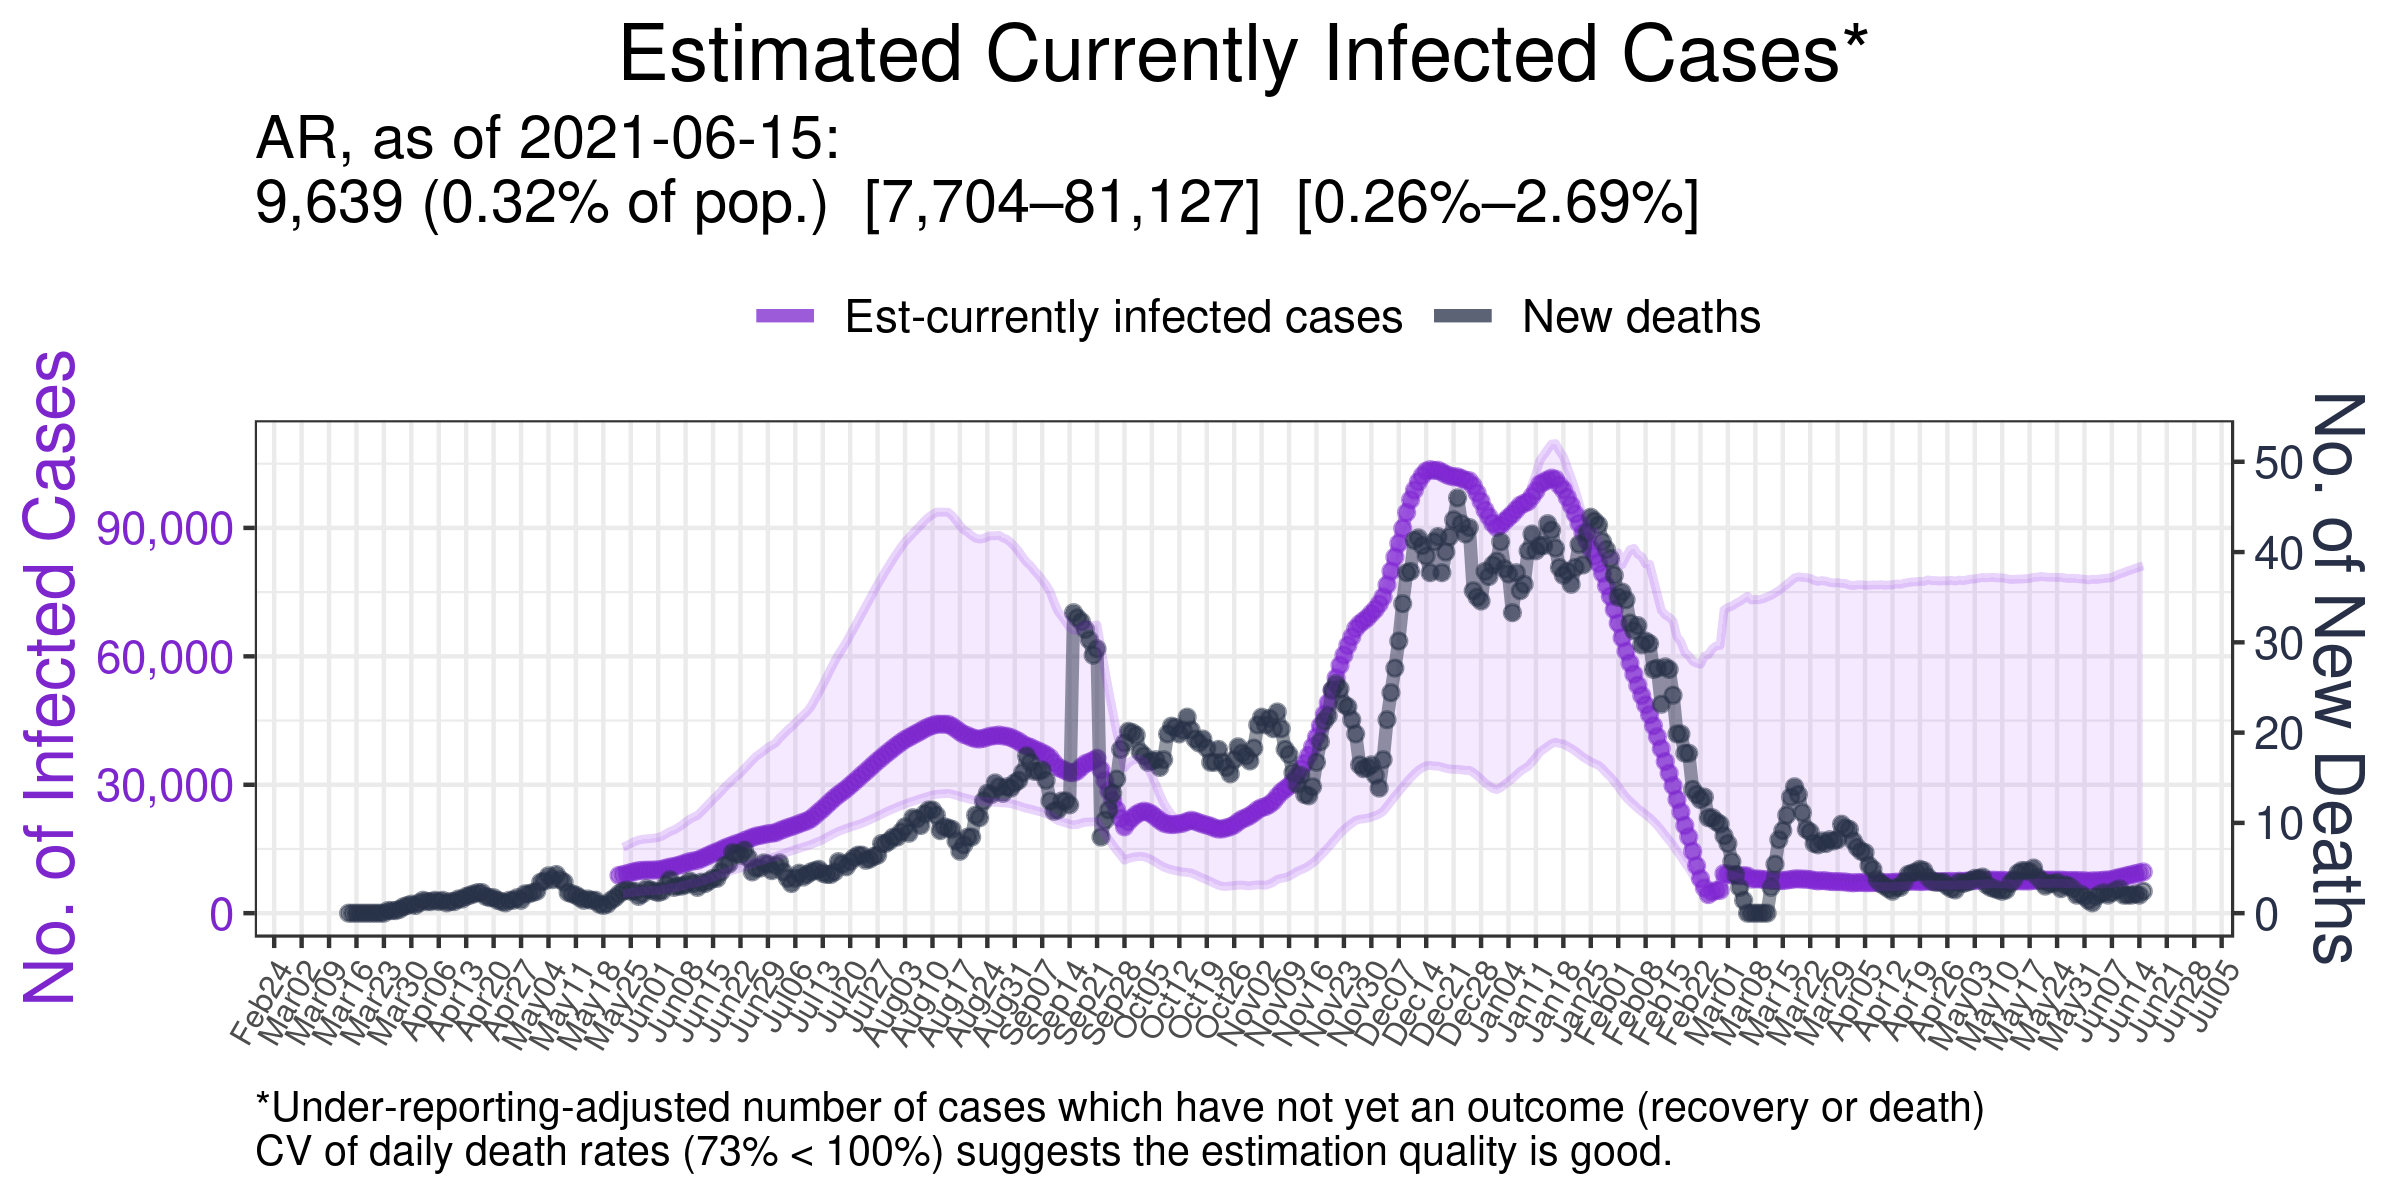 Estimated Currently Infected Cases*
AR, as of 2021-06-15:
9,639 (0.32% of pop.) [7,704–81,127] [0.26%–2.69%]
Est-currently infected cases
New deaths
No. of Infected Cases
90,000
60,000
30,000
0
50
40
30
20
10
0
No. of New Deaths
Feb24
Mar02
Mar09
Mar16
Mar23
Mar30
Apr06
Apr13
Apr20
Apr27
May04
May11
May18
May25
Jun01
Jun08
Jun15
Jun22
Jun29
Jul06
Jul13
Jul20
Jul27
Aug03
Aug10
Aug17
Aug24
Aug31
Sep07
Sep14
Sep21
Sep28
Oct05
Oct12
Oct19
Oct26
Nov02
Nov09
Nov16
Nov23
Nov30
Dec07
Dec14
Dec21
Dec28
Jan04
Jan11
Jan18
Jan25
Feb01
Feb08
Feb15
Feb22
Mar01
Mar08
Mar15
Mar22
Mar29
Apr05
Apr12
Apr19
Apr26
May03
May10
May17
May24
May31
Jun07
Jun14
Jun21
Jun28
Jul05
*Under-reporting-adjusted number of cases which have not yet an outcome (recovery or death)
CV of daily death rates (73% < 100%) suggests the estimation quality is good.